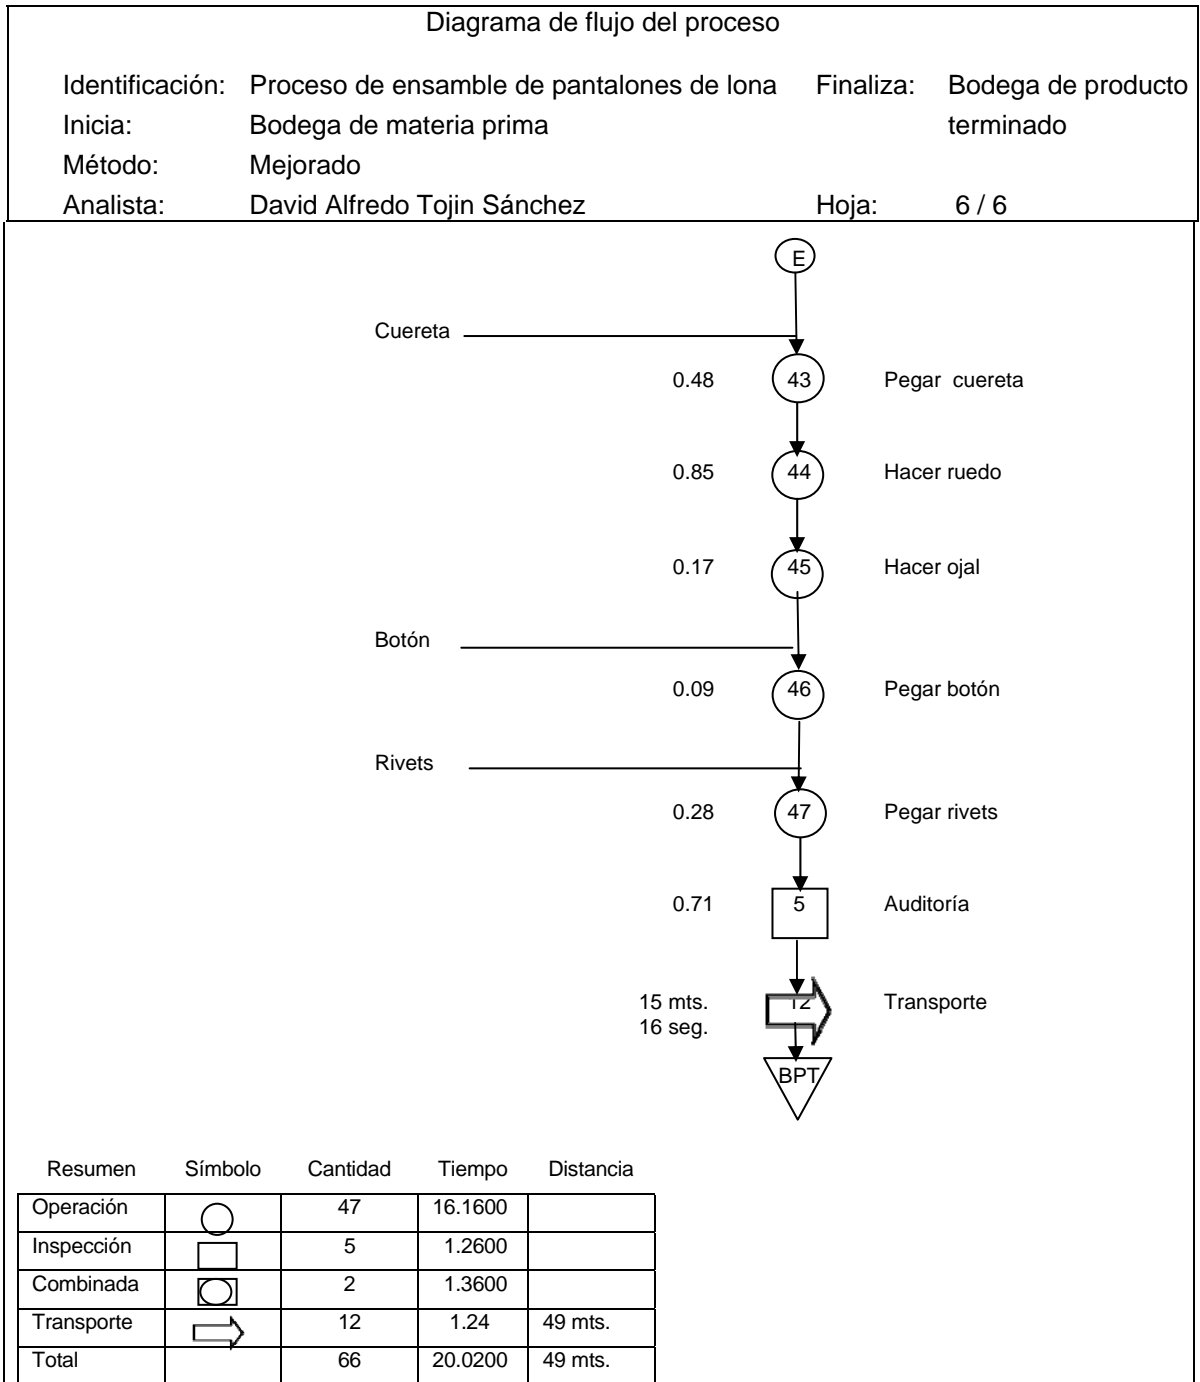 Diagrama de flujo del proceso
Identificación: Proceso de ensamble de pantalones de lona Finaliza: Bodega de producto
Inicia: Bodega de materia prima terminado
Método: Mejorado
Analista: David Alfredo Tojin Sánchez Hoja: 6 / 6
E
Cuereta
0.48 43 Pegar cuereta
0.85 44 Hacer ruedo
0.17 45 Hacer ojal
Botón
0.09 46 Pegar botón
Rivets
0.28 47 Pegar rivets
0.71 5 Auditoría
15 mts. 12 Transporte
16 seg.
BPT
Resumen Símbolo Cantidad Tiempo Distancia
Operación 47 16.1600
Inspección 5 1.2600
Combinada 2 1.3600
Transporte 12 1.24 49 mts.
Total 66 20.0200 49 mts.